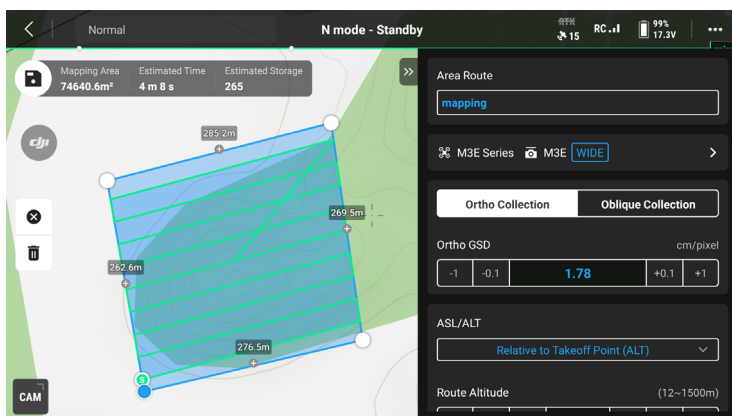 Normal
N mode - Standby
RTK
15
RC
99%
17.3V
Mapping Area
74640.6m²
Estimated Time
4 m 8 s
Estimated Storage
265
dji
285.2m
269.5m
262.6m
276.5m
S
CAM
Area Route
mapping
M3E Series M3E WIDE
Ortho Collection Oblique Collection
Ortho GSD cm/pixel
-1 -0.1 1.78 +0.1 +1
ASL/ALT
Relative to Takeoff Point (ALT)
Route Altitude (12~1500m)